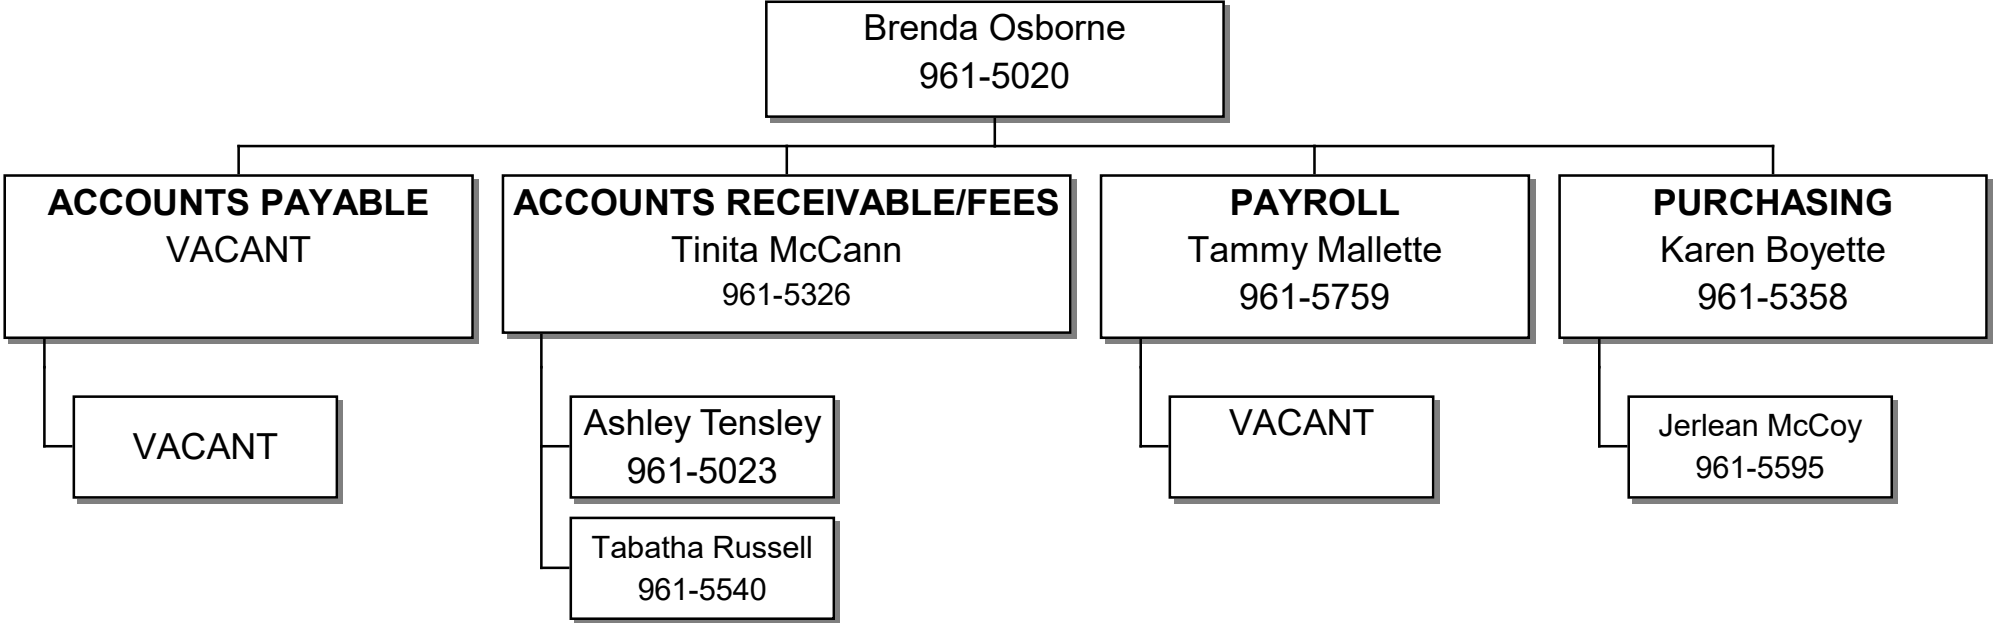 Brenda Osborne
961-5020
ACCOUNTS PAYABLE
VACANT
ACCOUNTS RECEIVABLE/FEES
Tinita McCann
961-5326
PAYROLL
Tammy Mallette
961-5759
PURCHASING
Karen Boyette
961-5358
VACANT
Ashley Tensley
961-5023
Tabatha Russell
961-5540
VACANT
Jerlean McCoy
961-5595